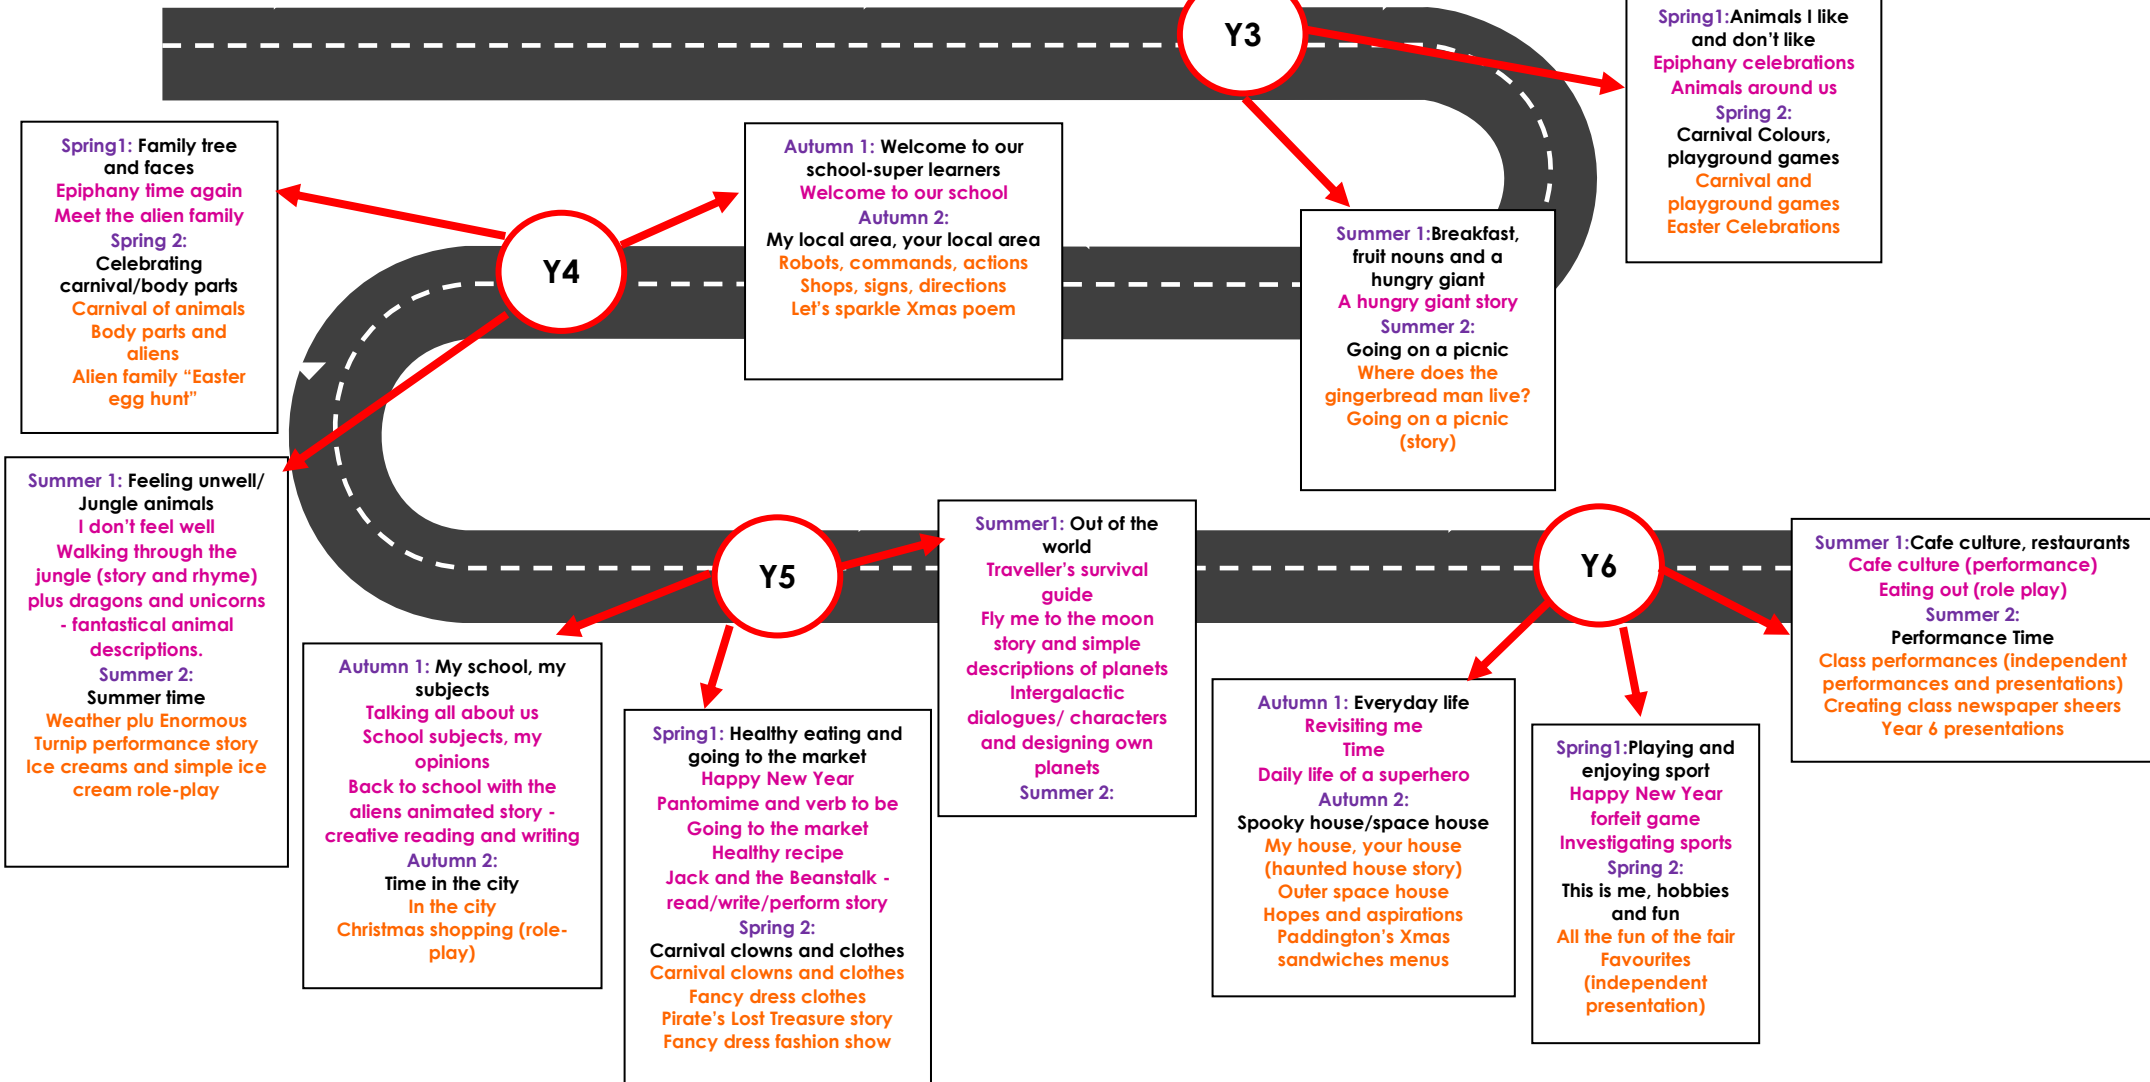 Y3
Spring1:Animals I like
and don't like
Epiphany celebrations
Animals around us
Spring 2:
Carnival Colours,
playground games
Carnival and
playground games
Easter Celebrations
Summer 1:Breakfast,
fruit nouns and a
hungry giant
A hungry giant story
Summer 2:
Going on a picnic
Where does the
gingerbread man live?
Going on a picnic
(story)
Y4
Autumn 1: Welcome to our
school-super learners
Welcome to our school
Autumn 2:
My local area, your local area
Robots, commands, actions
Shops, signs, directions
Let's sparkle Xmas poem
Spring1: Family tree
and faces
Epiphany time again
Meet the alien family
Spring 2:
Celebrating
carnival/body parts
Carnival of animals
Body parts and
aliens
Alien family “Easter
egg hunt”
Summer 1: Feeling unwell/
Jungle animals
I don't feel well
Walking through the
jungle (story and rhyme)
plus dragons and unicorns
- fantastical animal
descriptions.
Summer 2:
Summer time
Weather plu Enormous
Turnip performance story
Ice creams and simple ice
cream role-play
Y5
Autumn 1: My school, my
subjects
Talking all about us
School subjects, my
opinions
Back to school with the
aliens animated story -
creative reading and writing
Autumn 2:
Time in the city
In the city
Christmas shopping (role-
play)
Spring1: Healthy eating and
going to the market
Happy New Year
Pantomime and verb to be
Going to the market
Healthy recipe
Jack and the Beanstalk -
read/write/perform story
Spring 2:
Carnival clowns and clothes
Carnival clowns and clothes
Fancy dress clothes
Pirate's Lost Treasure story
Fancy dress fashion show
Summer1: Out of the
world
Traveller's survival
guide
Fly me to the moon
story and simple
descriptions of planets
Intergalactic
dialogues/ characters
and designing own
planets
Summer 2:
Y6
Autumn 1: Everyday life
Revisiting me
Time
Daily life of a superhero
Autumn 2:
Spooky house/space house
My house, your house
(haunted house story)
Outer space house
Hopes and aspirations
Paddington's Xmas
sandwiches menus
Spring1:Playing and
enjoying sport
Happy New Year
forfeit game
Investigating sports
Spring 2:
This is me, hobbies
and fun
All the fun of the fair
Favourites
(independent
presentation)
Summer 1:Cafe culture, restaurants
Cafe culture (performance)
Eating out (role play)
Summer 2:
Performance Time
Class performances (independent
performances and presentations)
Creating class newspaper sheers
Year 6 presentations